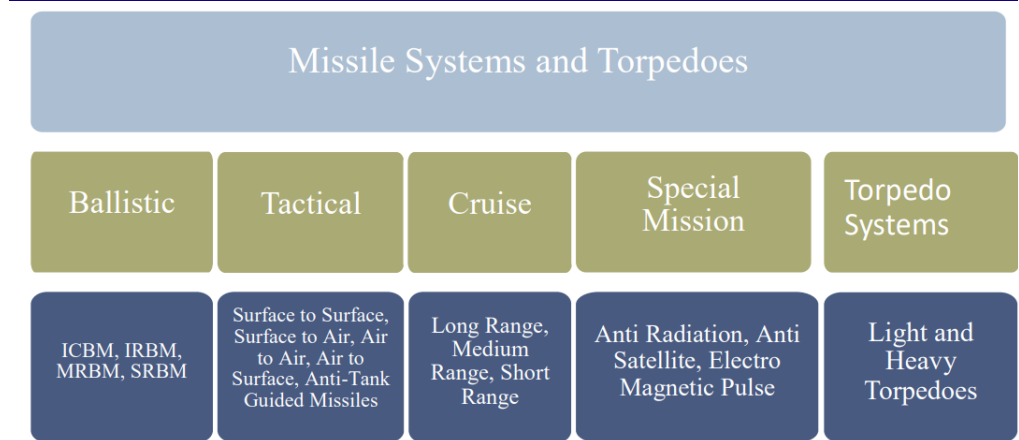 Missile Systems and Torpedoes
Ballistic
Tactical
Cruise
Special
Mission
Torpedo
Systems
ICBM, IRBM,
MRBM, SRBM
Surface to Surface,
Surface to Air, Air
to Air, Air to
Surface, Anti-Tank
Guided Missiles
Long Range,
Medium
Range, Short
Range
Anti Radiation, Anti
Satellite, Electro
Magnetic Pulse
Light and
Heavy
Torpedoes